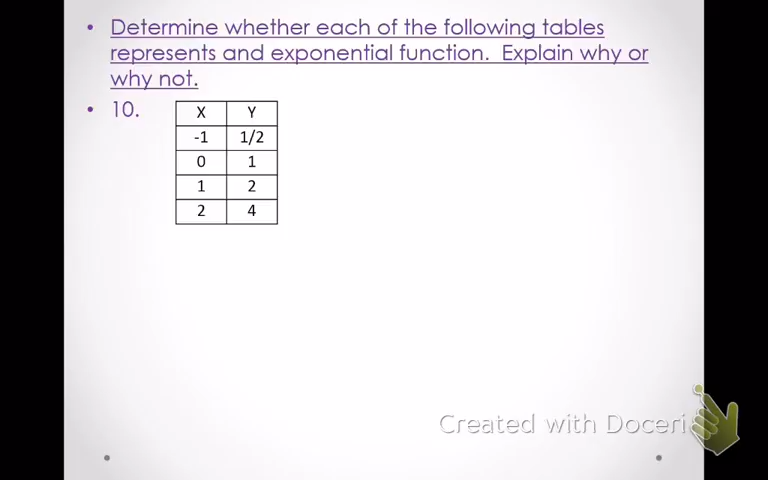 • Determine whether each of the following tables
represents and exponential function. Explain why or
why not.
• 10.
X Y
-1 1/2
0 1
1 2
2 4
Created with Doceri